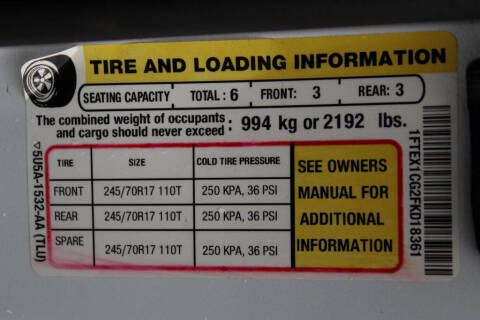 TIRE AND LOADING INFORMATION
SEATING CAPACITY TOTAL : 6 FRONT: 3 REAR: 3
The combined weight of occupants
and cargo should never exceed : 994 kg or 2192 lbs.
TIRE SIZE COLD TIRE PRESSURE
FRONT 245/70R17 110T 250 KPA, 36 PSI
REAR 245/70R17 110T 250 KPA, 36 PSI
SPARE 245/70R17 110T 250 KPA, 36 PSI
SEE OWNERS
MANUAL FOR
ADDITIONAL
INFORMATION
5U5A-1532-AA (TLU)
1FTEX1CG2FKD18361